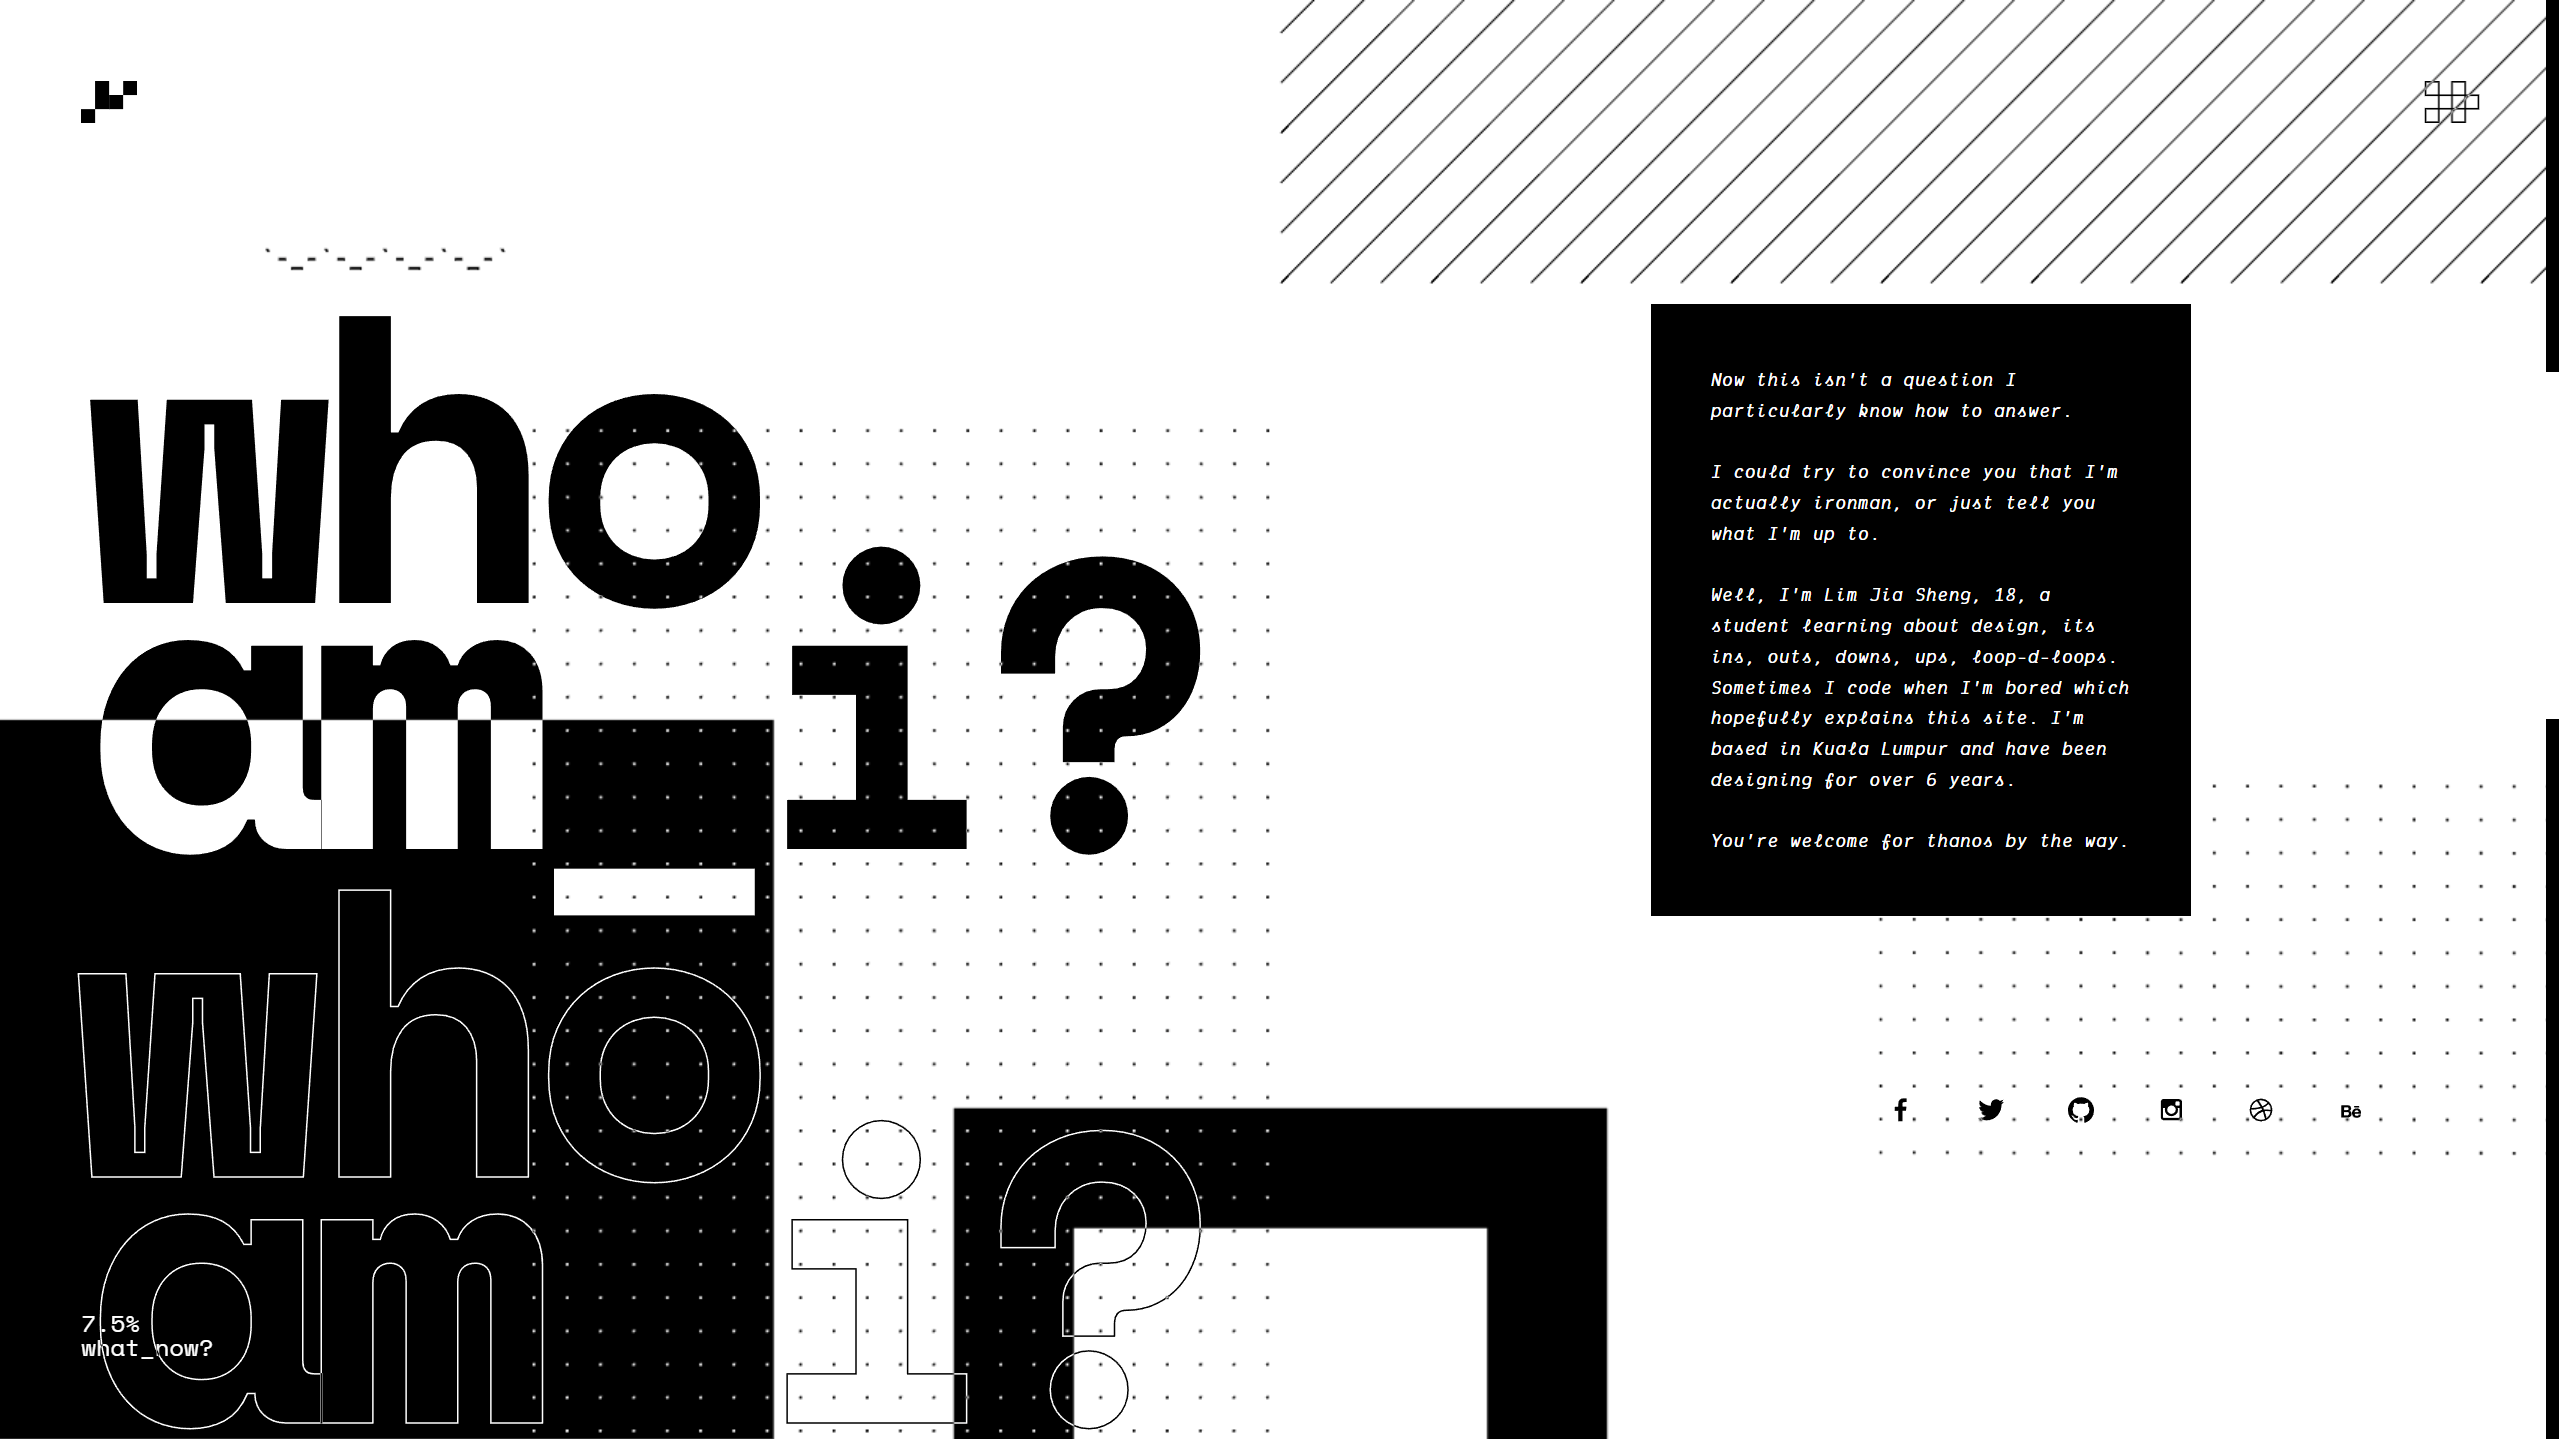 `-_-`-_-`-_-`-_-`
who
am_i?
Now this isn't a question I
particularly know how to answer.
I could try to convince you that I'm
actually ironman, or just tell you
what I'm up to.
Well, I'm Lim Jia Sheng, 18, a
student learning about design, its
ins, outs, downs, ups, loop-d-loops.
Sometimes I code when I'm bored which
hopefully explains this site. I'm
based in Kuala Lumpur and have been
designing for over 6 years.
You're welcome for thanos by the way.
who
am i?
Bē
7.5%
what_now?